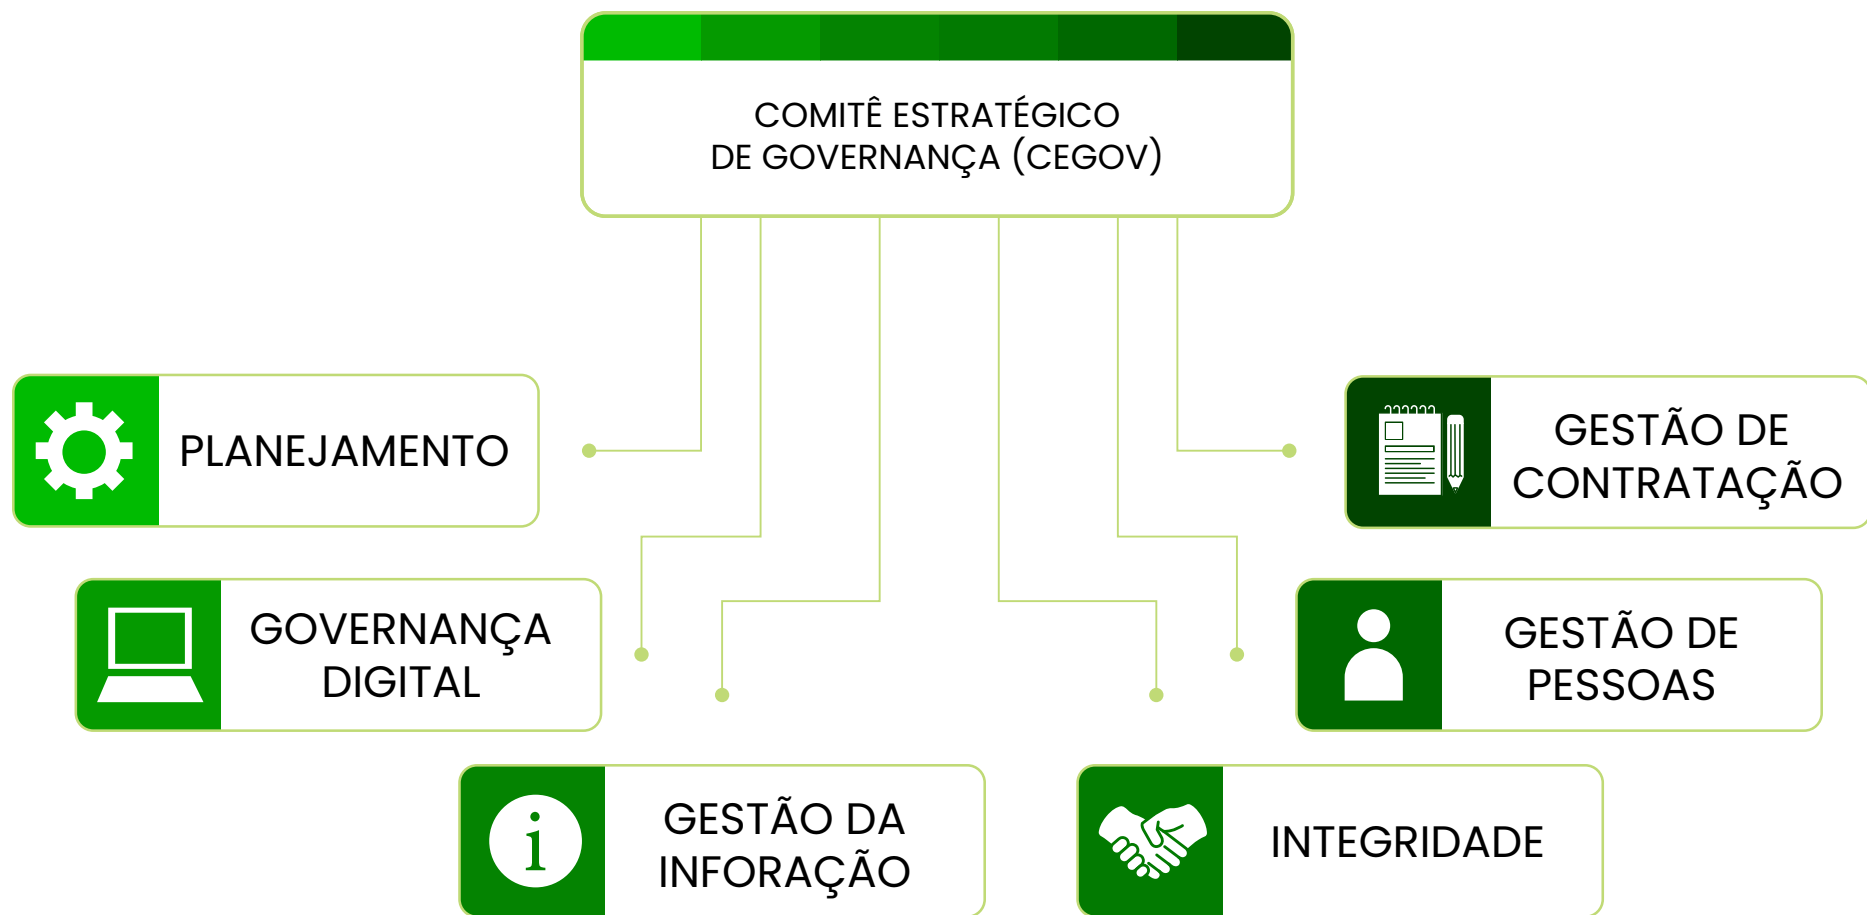 COMITÊ ESTRATÉGICO
DE GOVERNANÇA (CEGOV)
PLANEJAMENTO
GESTÃO DE
CONTRATAÇÃO
GOVERNANÇA
DIGITAL
GESTÃO DE
PESSOAS
GESTÃO DA
INFORAÇÃO
INTEGRIDADE